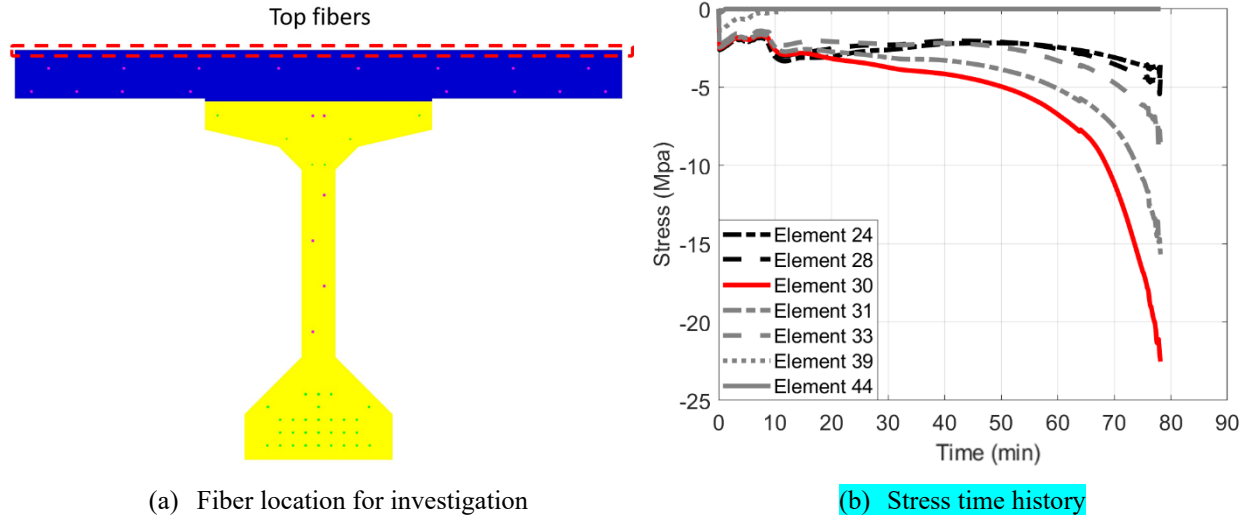 Top fibers
0
-5
-10
-15
-20
-25
Stress (Mpa)
Element 24
Element 28
Element 30
Element 31
Element 33
Element 39
Element 44
0 10 20 30 40 50 60 70 80 90
Time (min)
(a) Fiber location for investigation
(b) Stress time history